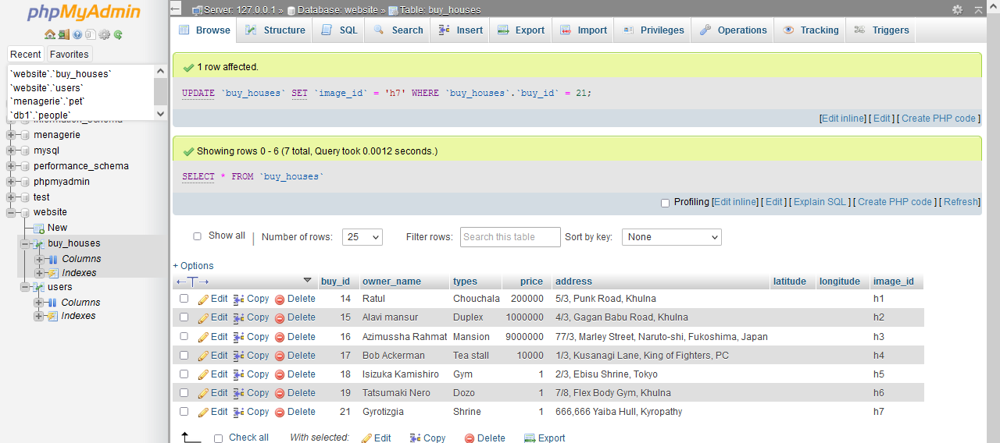 phpMyAdmin
Recent Favorites
`website`.`buy_houses`
`website`.`users`
`menagerie`.`pet`
`db1`.`people`
information_schema
menagerie
mysql
performance_schema
phpmyadmin
test
website
New
buy_houses
Columns
Indexes
users
Columns
Indexes
Server: 127.0.0.1 » Database: website » Table: buy_houses
Browse Structure SQL Search Insert Export Import Privileges Operations Tracking Triggers
1 row affected.
UPDATE `buy_houses` SET `image_id` = 'h7' WHERE `buy_houses`.`buy_id` = 21;
[Edit inline] [ Edit ] [ Create PHP code ]
Showing rows 0 - 6 (7 total, Query took 0.0012 seconds.)
SELECT * FROM `buy_houses`
Profiling [Edit inline] [ Edit ] [ Explain SQL ] [ Create PHP code ] [ Refresh]
Show all | Number of rows: 25 Filter rows: Search this table Sort by key: None
+ Options
←T→ buy_id owner_name types price address latitude longitude image_id
Edit Copy Delete 14 Ratul Chouchala 200000 5/3, Punk Road, Khulna h1
Edit Copy Delete 15 Alavi mansur Duplex 1000000 4/3, Gagan Babu Road, Khulna h2
Edit Copy Delete 16 Azimussha Rahmat Mansion 9000000 77/3, Marley Street, Naruto-shi, Fukoshima, Japan h3
Edit Copy Delete 17 Bob Ackerman Tea stall 10000 1/3, Kusanagi Lane, King of Fighters, PC h4
Edit Copy Delete 18 Isizuka Kamishiro Gym 1 2/3, Ebisu Shrine, Tokyo h5
Edit Copy Delete 19 Tatsumaki Nero Dozo 1 7/8, Flex Body Gym, Khulna h6
Edit Copy Delete 21 Gyrotizgia Shrine 1 666,666 Yaiba Hull, Kyropathy h7
Check all With selected: Edit Copy Delete Export